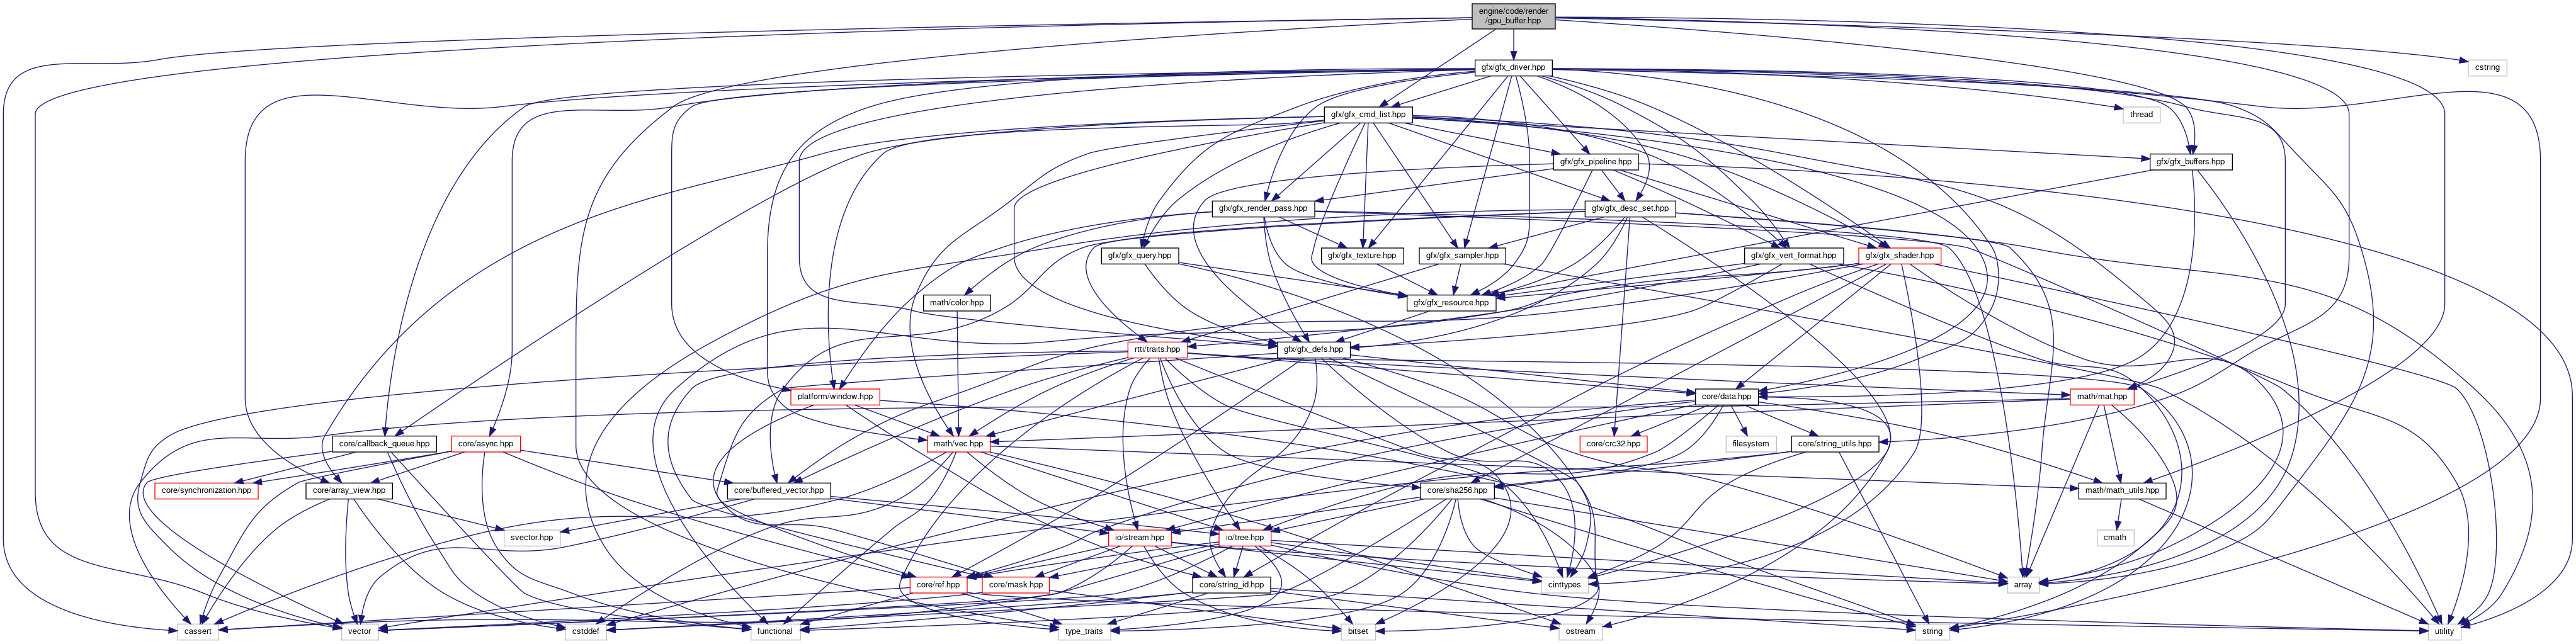 engine/code/render
/gpu_buffer.hpp
gfx/gfx_driver.hpp
cstring
gfx/gfx_cmd_list.hpp
thread
gfx/gfx_pipeline.hpp
gfx/gfx_buffers.hpp
gfx/gfx_render_pass.hpp
gfx/gfx_desc_set.hpp
gfx/gfx_query.hpp
gfx/gfx_texture.hpp
gfx/gfx_sampler.hpp
gfx/gfx_vert_format.hpp
gfx/gfx_shader.hpp
math/color.hpp
gfx/gfx_resource.hpp
rtti/traits.hpp
gfx/gfx_defs.hpp
platform/window.hpp
core/data.hpp
math/mat.hpp
core/callback_queue.hpp
core/async.hpp
math/vec.hpp
core/crc32.hpp
filesystem
core/string_utils.hpp
core/synchronization.hpp
core/array_view.hpp
core/buffered_vector.hpp
core/sha256.hpp
math/math_utils.hpp
svector.hpp
io/stream.hpp
io/tree.hpp
cmath
core/ref.hpp
core/mask.hpp
core/string_id.hpp
cinttypes
array
cassert
vector
cstddef
functional
type_traits
bitset
ostream
string
utility